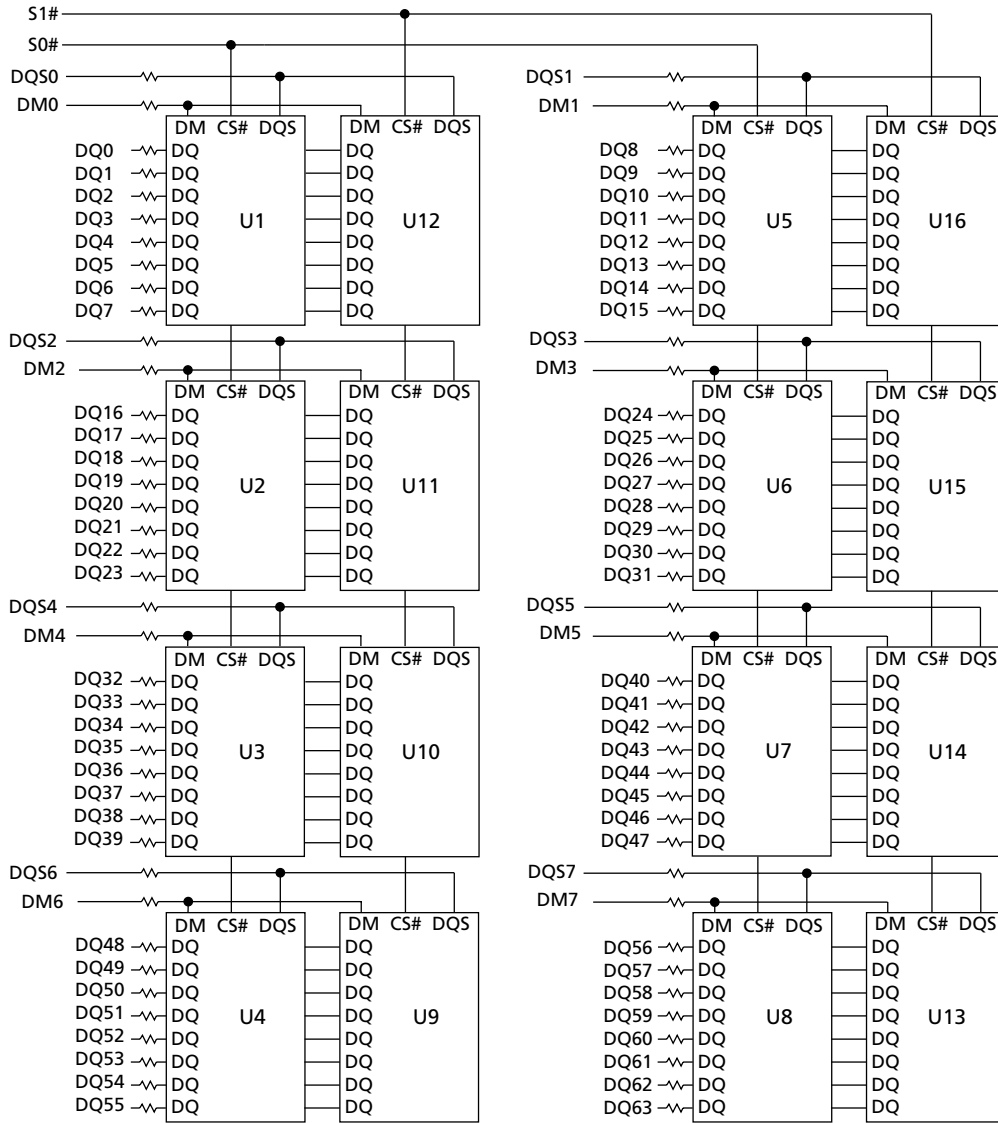 S1#
S0#
DQS0 DQS1
DM0 DM1
DM CS# DQS DM CS# DQS DM CS# DQS DM CS# DQS
DQ0 DQ DQ DQ8 DQ DQ
DQ1 DQ DQ DQ9 DQ DQ
DQ2 DQ DQ DQ10 DQ DQ
DQ3 DQ U1 DQ U12 DQ11 DQ U5 DQ U16
DQ4 DQ DQ DQ12 DQ DQ
DQ5 DQ DQ DQ13 DQ DQ
DQ6 DQ DQ DQ14 DQ DQ
DQ7 DQ DQ DQ15 DQ DQ
DQS2 DQS3
DM2 DM3
DM CS# DQS DM CS# DQS DM CS# DQS DM CS# DQS
DQ16 DQ DQ DQ24 DQ DQ
DQ17 DQ DQ DQ25 DQ DQ
DQ18 DQ DQ DQ26 DQ DQ
DQ19 DQ U2 DQ U11 DQ27 DQ U6 DQ U15
DQ20 DQ DQ DQ28 DQ DQ
DQ21 DQ DQ DQ29 DQ DQ
DQ22 DQ DQ DQ30 DQ DQ
DQ23 DQ DQ DQ31 DQ DQ
DQS4 DQS5
DM4 DM5
DM CS# DQS DM CS# DQS DM CS# DQS DM CS# DQS
DQ32 DQ DQ DQ40 DQ DQ
DQ33 DQ DQ DQ41 DQ DQ
DQ34 DQ DQ DQ42 DQ DQ
DQ35 DQ U3 DQ U10 DQ43 DQ U7 DQ U14
DQ36 DQ DQ DQ44 DQ DQ
DQ37 DQ DQ DQ45 DQ DQ
DQ38 DQ DQ DQ46 DQ DQ
DQ39 DQ DQ DQ47 DQ DQ
DQS6 DQS7
DM6 DM7
DM CS# DQS DM CS# DQS DM CS# DQS DM CS# DQS
DQ48 DQ DQ DQ56 DQ DQ
DQ49 DQ DQ DQ57 DQ DQ
DQ50 DQ DQ DQ58 DQ DQ
DQ51 DQ U4 DQ U9 DQ59 DQ U8 DQ U13
DQ52 DQ DQ DQ60 DQ DQ
DQ53 DQ DQ DQ61 DQ DQ
DQ54 DQ DQ DQ62 DQ DQ
DQ55 DQ DQ DQ63 DQ DQ